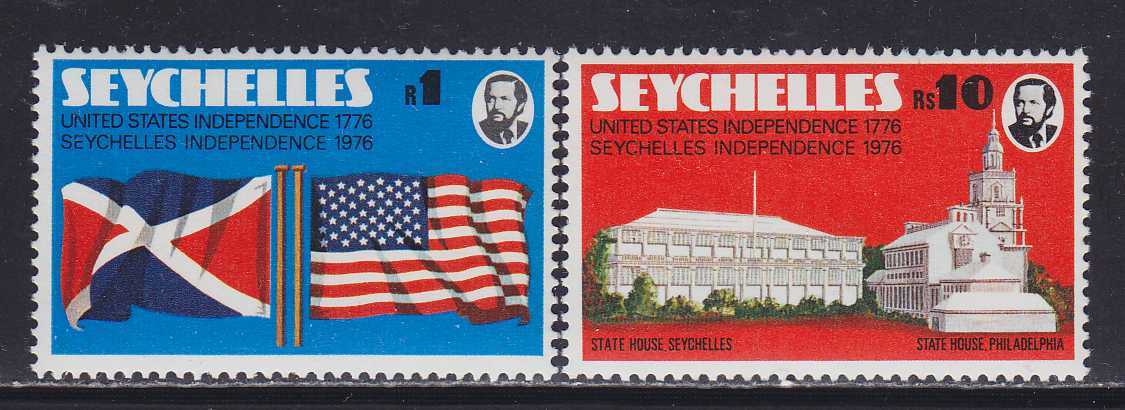 SEYCHELLES
R1
UNITED STATES INDEPENDENCE 1776
SEYCHELLES INDEPENDENCE 1976
SEYCHELLES
Rs10
UNITED STATES INDEPENDENCE 1776
SEYCHELLES INDEPENDENCE 1976
STATE HOUSE, SEYCHELLES
STATE HOUSE, PHILADELPHIA